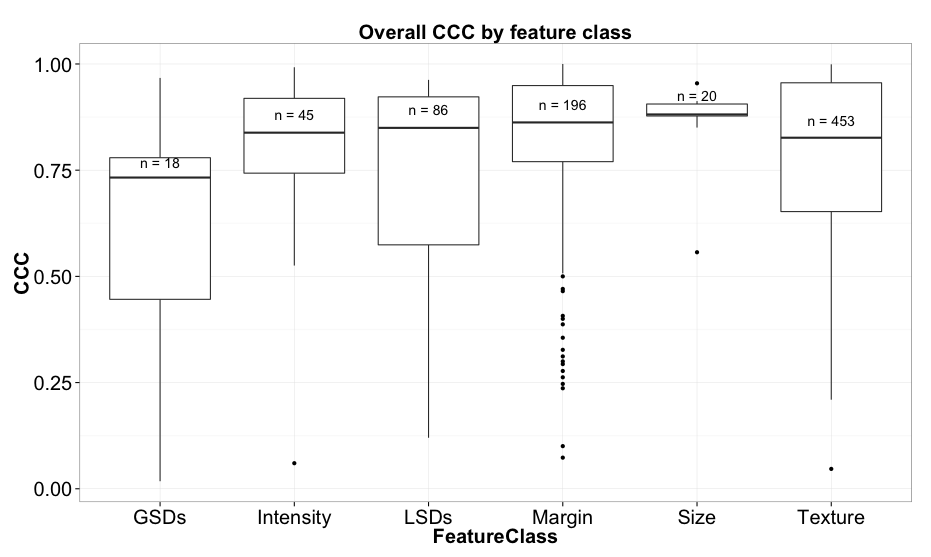 Overall CCC by feature class
1.00
0.75
0.50
0.25
0.00
CCC
n = 18
n = 45
n = 86
n = 196
n = 20
n = 453
GSDs
Intensity
LSDs
Margin
Size
Texture
FeatureClass